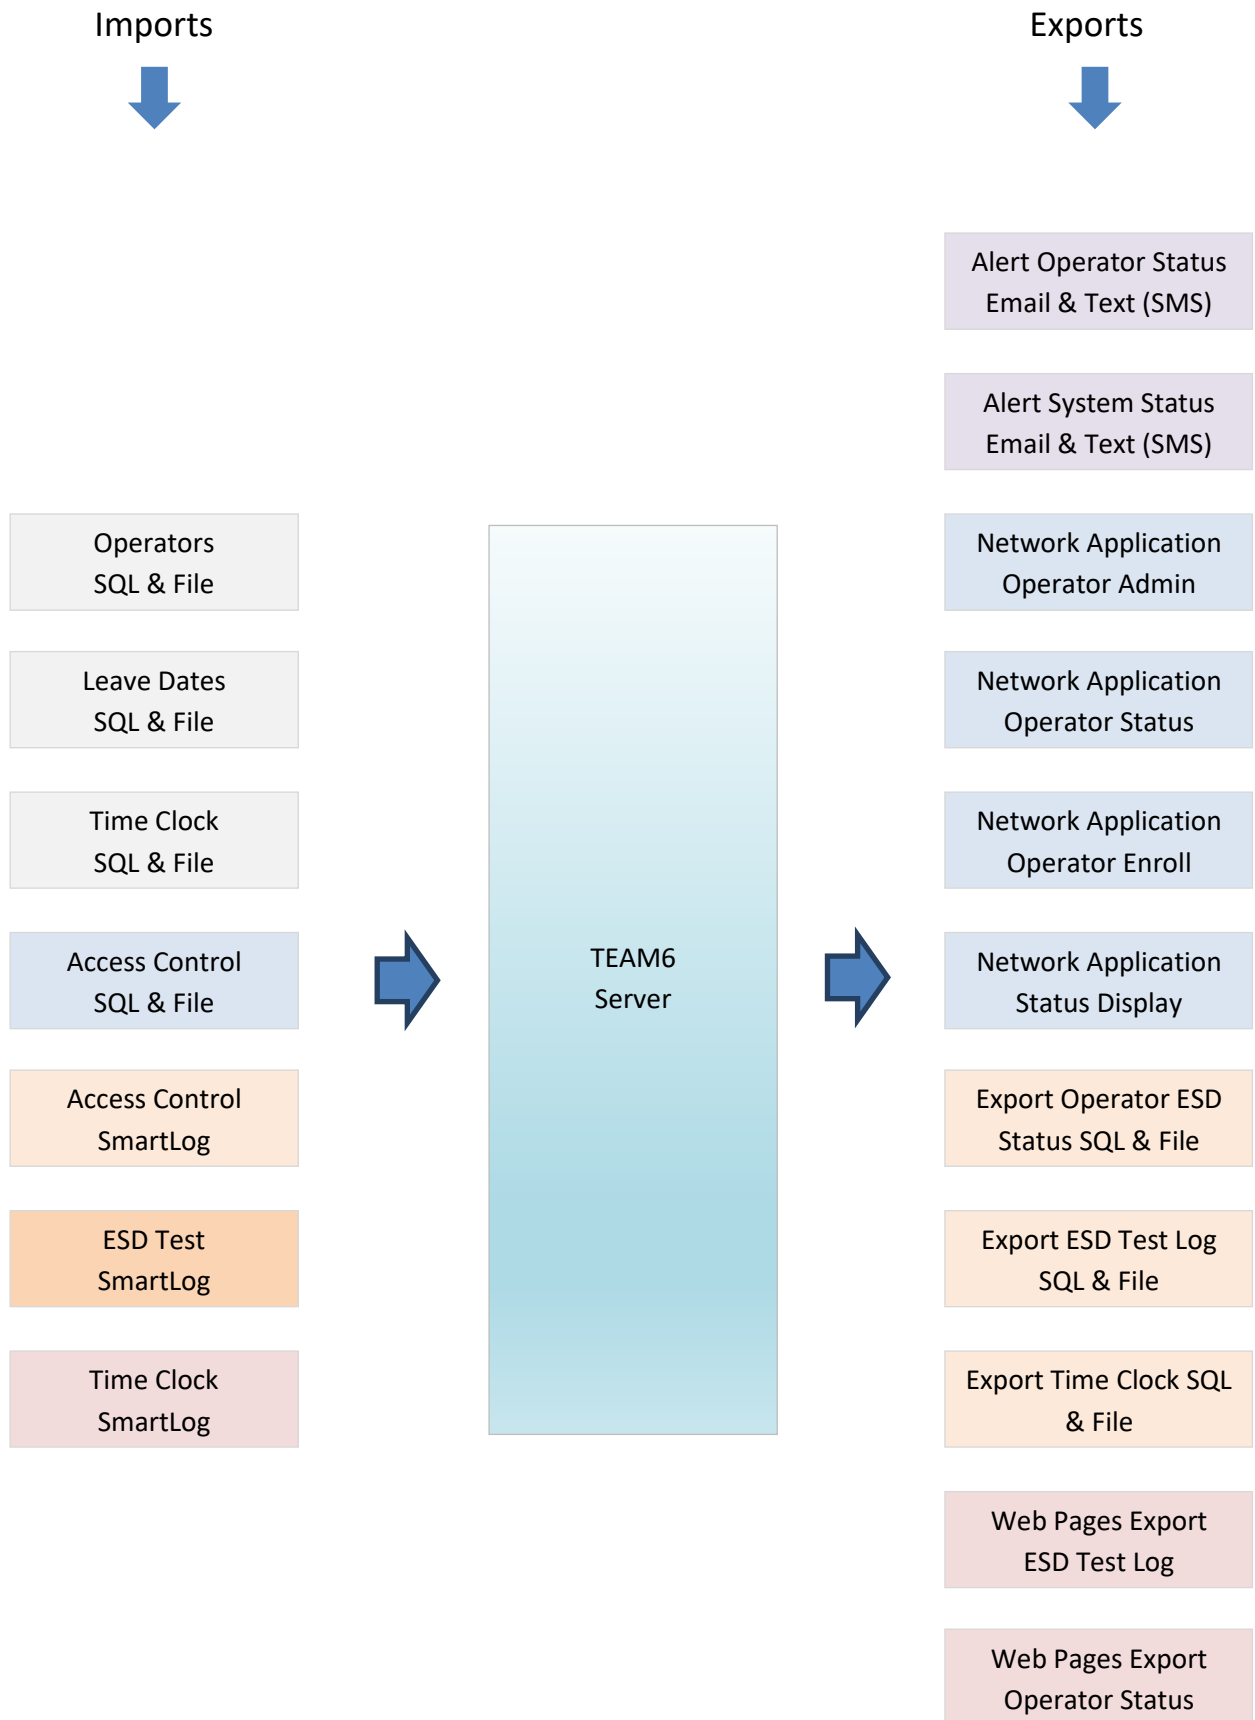 Imports
Exports
Alert Operator Status
Email & Text (SMS)
Alert System Status
Email & Text (SMS)
Operators
SQL & File
Network Application
Operator Admin
Leave Dates
SQL & File
Network Application
Operator Status
Time Clock
SQL & File
Network Application
Operator Enroll
Access Control
SQL & File
TEAM6
Server
Network Application
Status Display
Access Control
SmartLog
Export Operator ESD
Status SQL & File
ESD Test
SmartLog
Export ESD Test Log
SQL & File
Time Clock
SmartLog
Export Time Clock SQL
& File
Web Pages Export
ESD Test Log
Web Pages Export
Operator Status